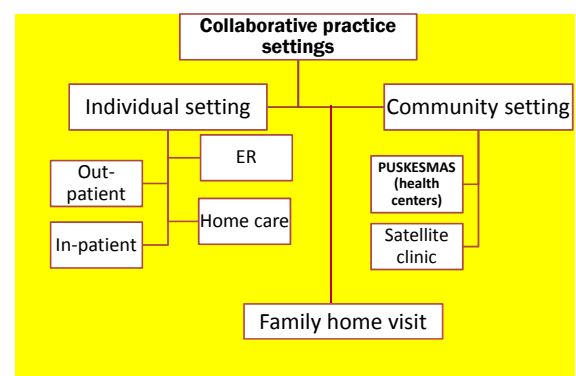 Collaborative practice
settings
Individual setting
Community setting
ER
Out-
patient
Home care
In-patient
PUSKESMAS
(health
centers)
Satellite
clinic
Family home visit